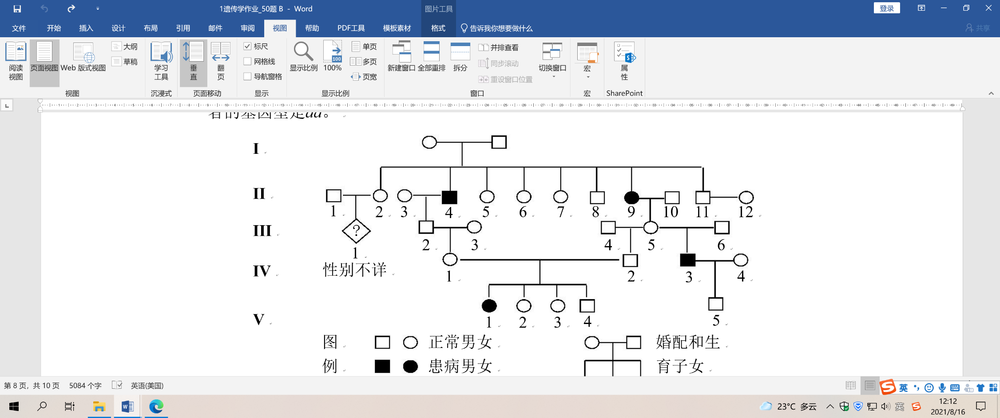 1遗传学作业_50题 B - Word
图片工具
登录
文件 开始 插入 设计 布局 引用 邮件 审阅 视图 帮助 PDF工具 模板素材 格式 告诉我你想要做什么 共享
阅读视图 页面视图 Web 版式视图 大纲 草稿
学习工具
垂直 翻页
标尺 网格线 导航窗格
显示比例 100 100% 单页 多页 页宽
新建窗口 全部重排 拆分 并排查看 同步滚动 重设窗口位置 切换窗口
宏
属性
视图 沉浸式 页面移动 显示 显示比例 窗口 宏 SharePoint
者的基因型是aa。
I
II
1 2 3 4 5 6 7 8 9 10 11 12
III
?
1 2 3 4 5 6
IV 性别不详
1 2 3 4
V
1 2 3 4 5
图 正常男女 婚配和生
例 患病男女 育子女
第 8 页，共 10 页 5084 个字 英语(美国)
英
23°C 多云 英 12:12
2021/8/16